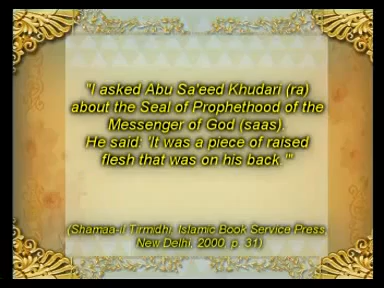 "I asked Abu Sa'eed Khudari (ra)
about the Seal of Prophethood of the
Messenger of God (saas).
He said: 'It was a piece of raised
flesh that was on his back.'"
(Shamaa-il Tirmidhi, Islamic Book Service Press,
New Delhi, 2000, p. 31)